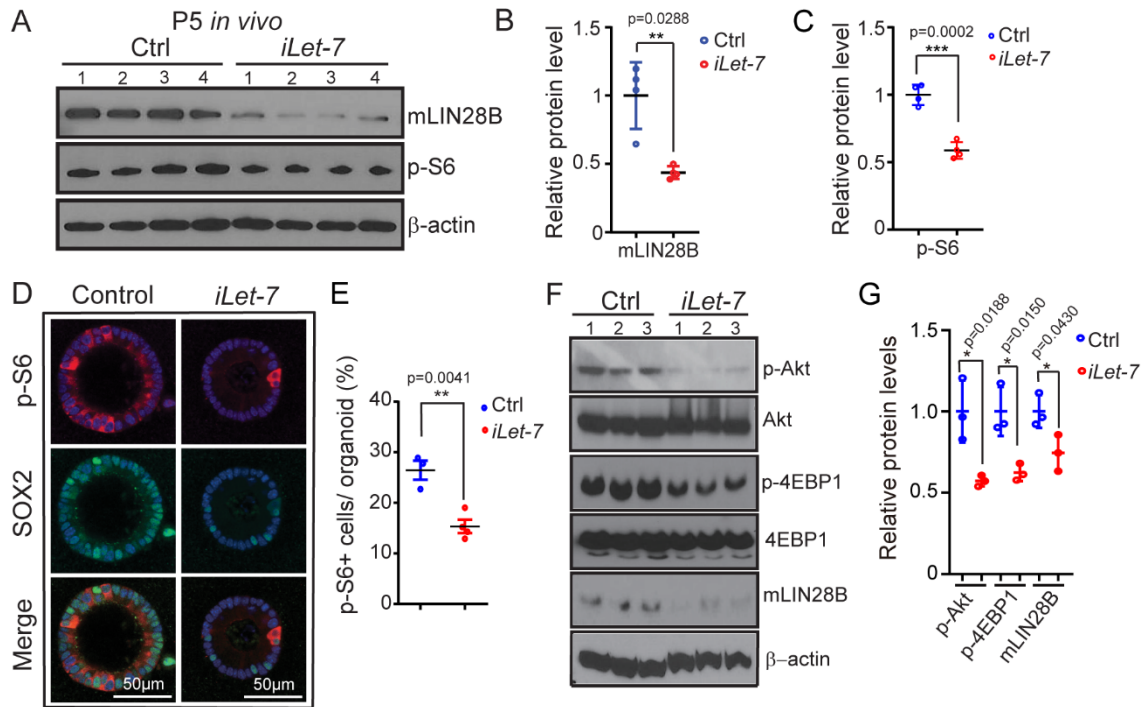 A
P5 in vivo
Ctrl
iLet-7
1 2 3 4 1 2 3 4
mLIN28B
p-S6
β-actin
B
p=0.0288
**
Ctrl
iLet-7
Relative protein level
1.5
1
0.5
0
mLIN28B
C
p=0.0002
***
Ctrl
iLet-7
Relative protein level
1.5
1
0.5
0
p-S6
D
Control
iLet-7
p-S6
SOX2
Merge
50µm
50µm
E
p=0.0041
**
Ctrl
iLet-7
p-S6+ cells/ organoid (%)
40
30
20
10
0
F
Ctrl
iLet-7
1 2 3 1 2 3
p-Akt
Akt
p-4EBP1
4EBP1
mLIN28B
β–actin
G
p=0.0188
p=0.0150
p=0.0430
*
*
*
Ctrl
iLet-7
Relative protein levels
1.5
1.0
0.5
0
p-Akt
p-4EBP1
mLIN28B